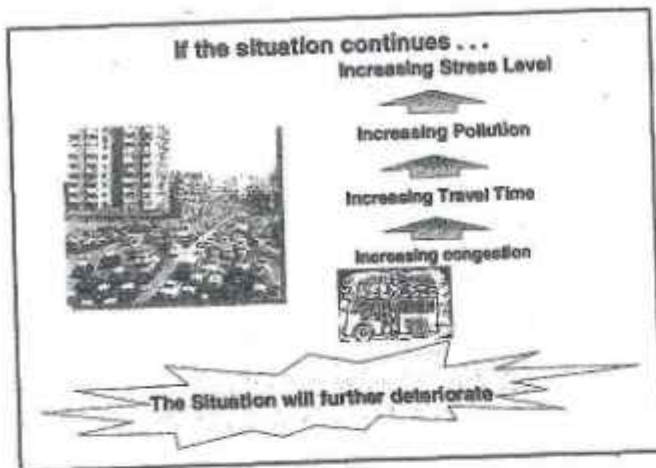 If the situation continues . . .
Increasing Stress Level
Increasing Pollution
Increasing Travel Time
Increasing congestion
The Situation will further deteriorate